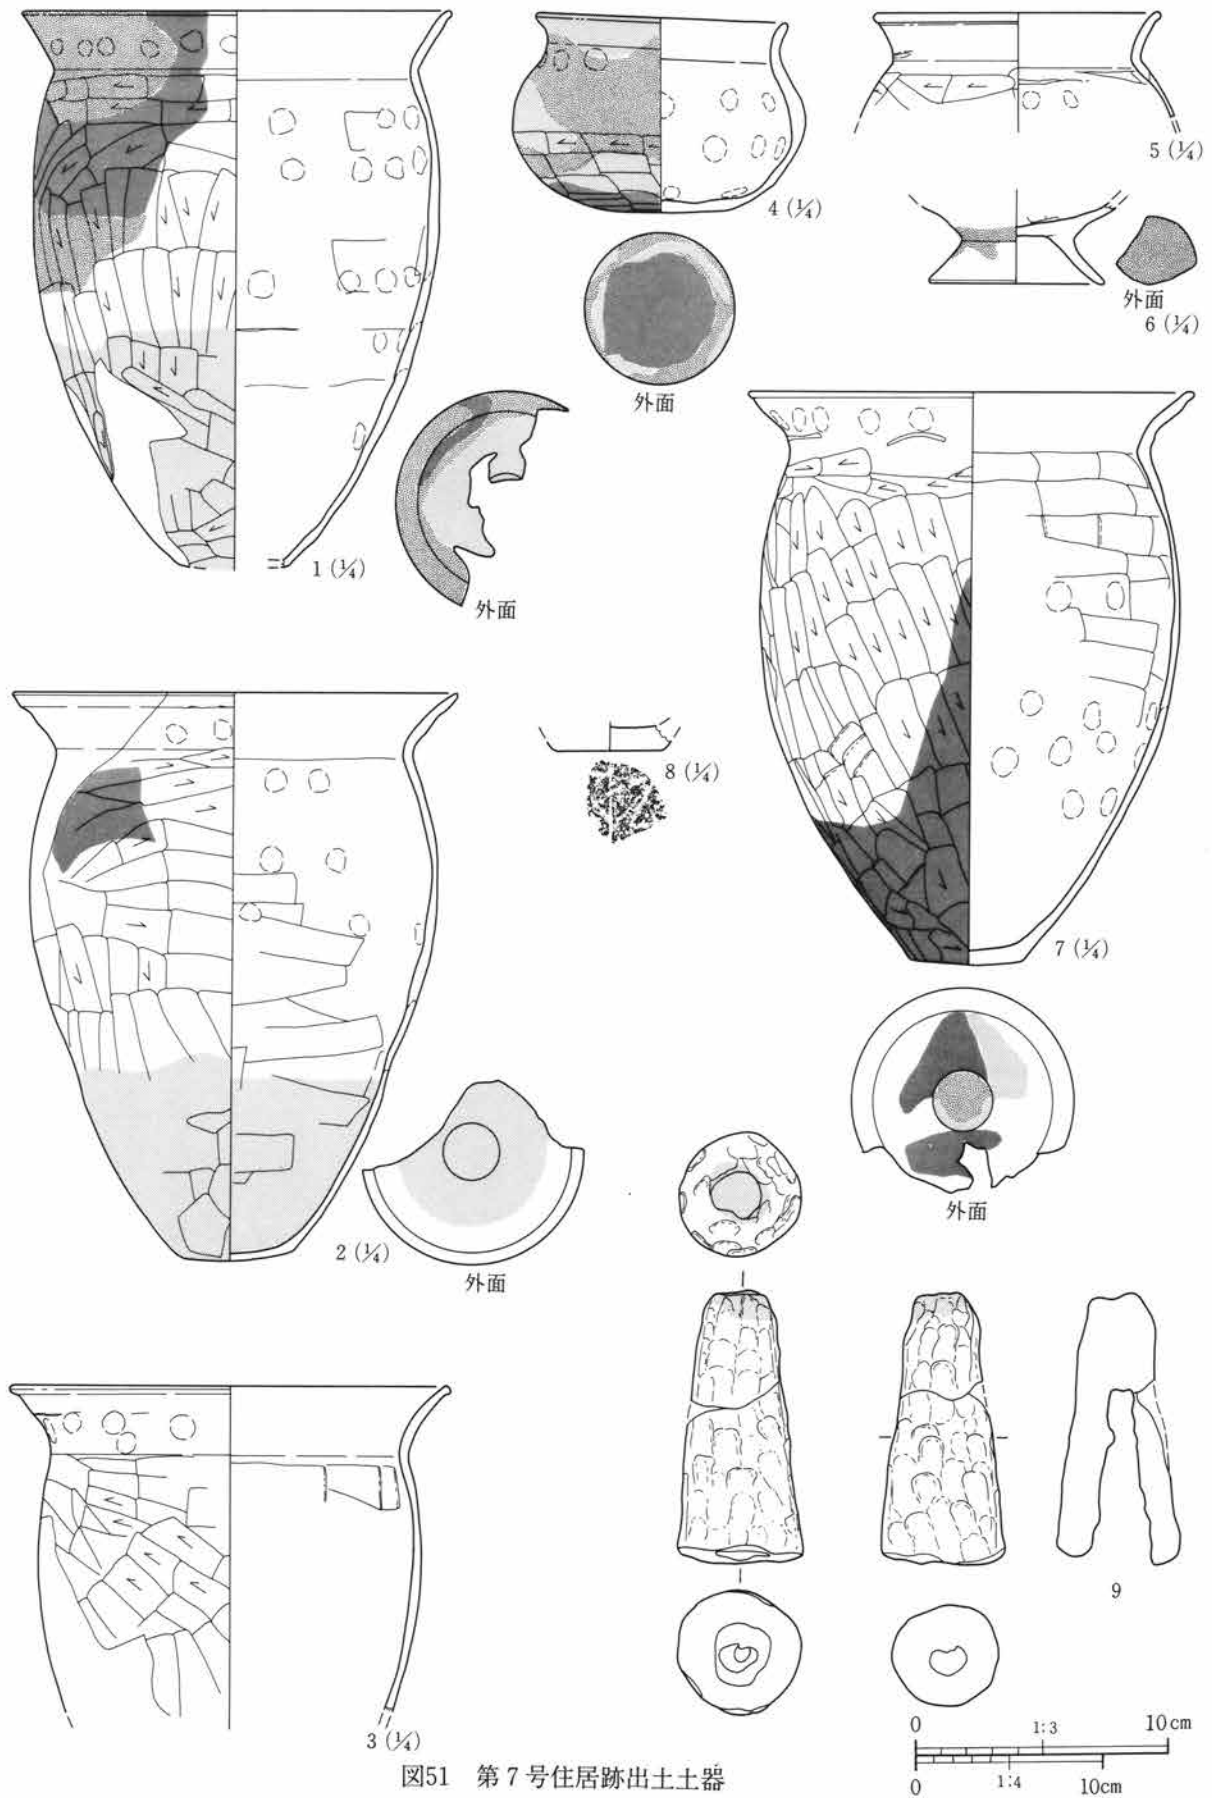 1 (¼)
4 (¼)
5 (¼)
外面
外面
6 (¼)
外面
2 (¼)
外面
8 (¼)
7 (¼)
外面
3 (¼)
9
0 1:3 10cm
0 1:4 10cm
図51 第7号住居跡出土土器